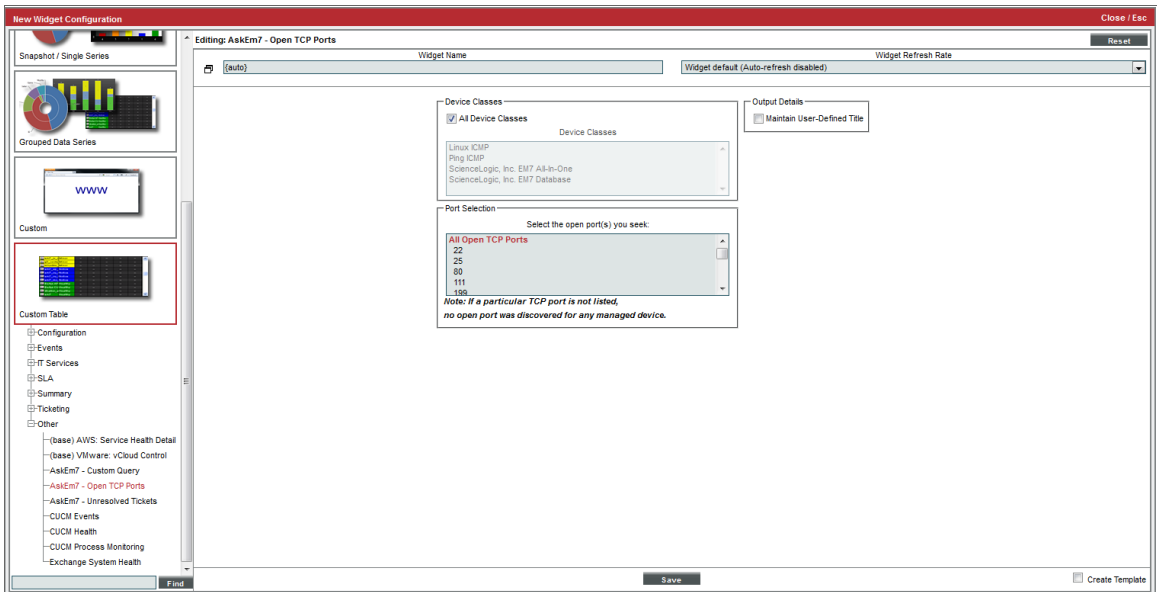 New Widget Configuration
Close / Esc
Snapshot / Single Series
Grouped Data Series
www
Custom
Custom Table
Configuration
Events
IT Services
SLA
Summary
Ticketing
Other
(base) AWS: Service Health Detail
(base) VMware: vCloud Control
AskEm7 - Custom Query
AskEm7 - Open TCP Ports
AskEm7 - Unresolved Tickets
CUCM Events
CUCM Health
CUCM Process Monitoring
Exchange System Health
Find
Editing: AskEm7 - Open TCP Ports
Reset
Widget Name
Widget Refresh Rate
{auto}
Widget default (Auto-refresh disabled)
Device Classes
All Device Classes
Device Classes
Linux ICMP
Ping ICMP
ScienceLogic, Inc. EM7 All-In-One
ScienceLogic, Inc. EM7 Database
Output Details
Maintain User-Defined Title
Port Selection
Select the open port(s) you seek:
All Open TCP Ports
22
25
80
111
199
Note: If a particular TCP port is not listed,
no open port was discovered for any managed device.
Save
Create Template